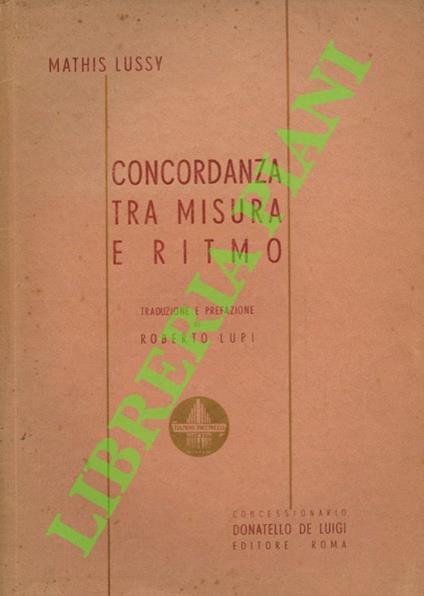 MATHIS LUSSY
CONCORDANZA
TRA MISURA
E RITMO
TRADUZIONE E PREFAZIONE
ROBERTO LUPI
CONCESSIONARIO
DONATELLO DE LUIGI
EDITORE - ROMA
LIBRERIA PIANI